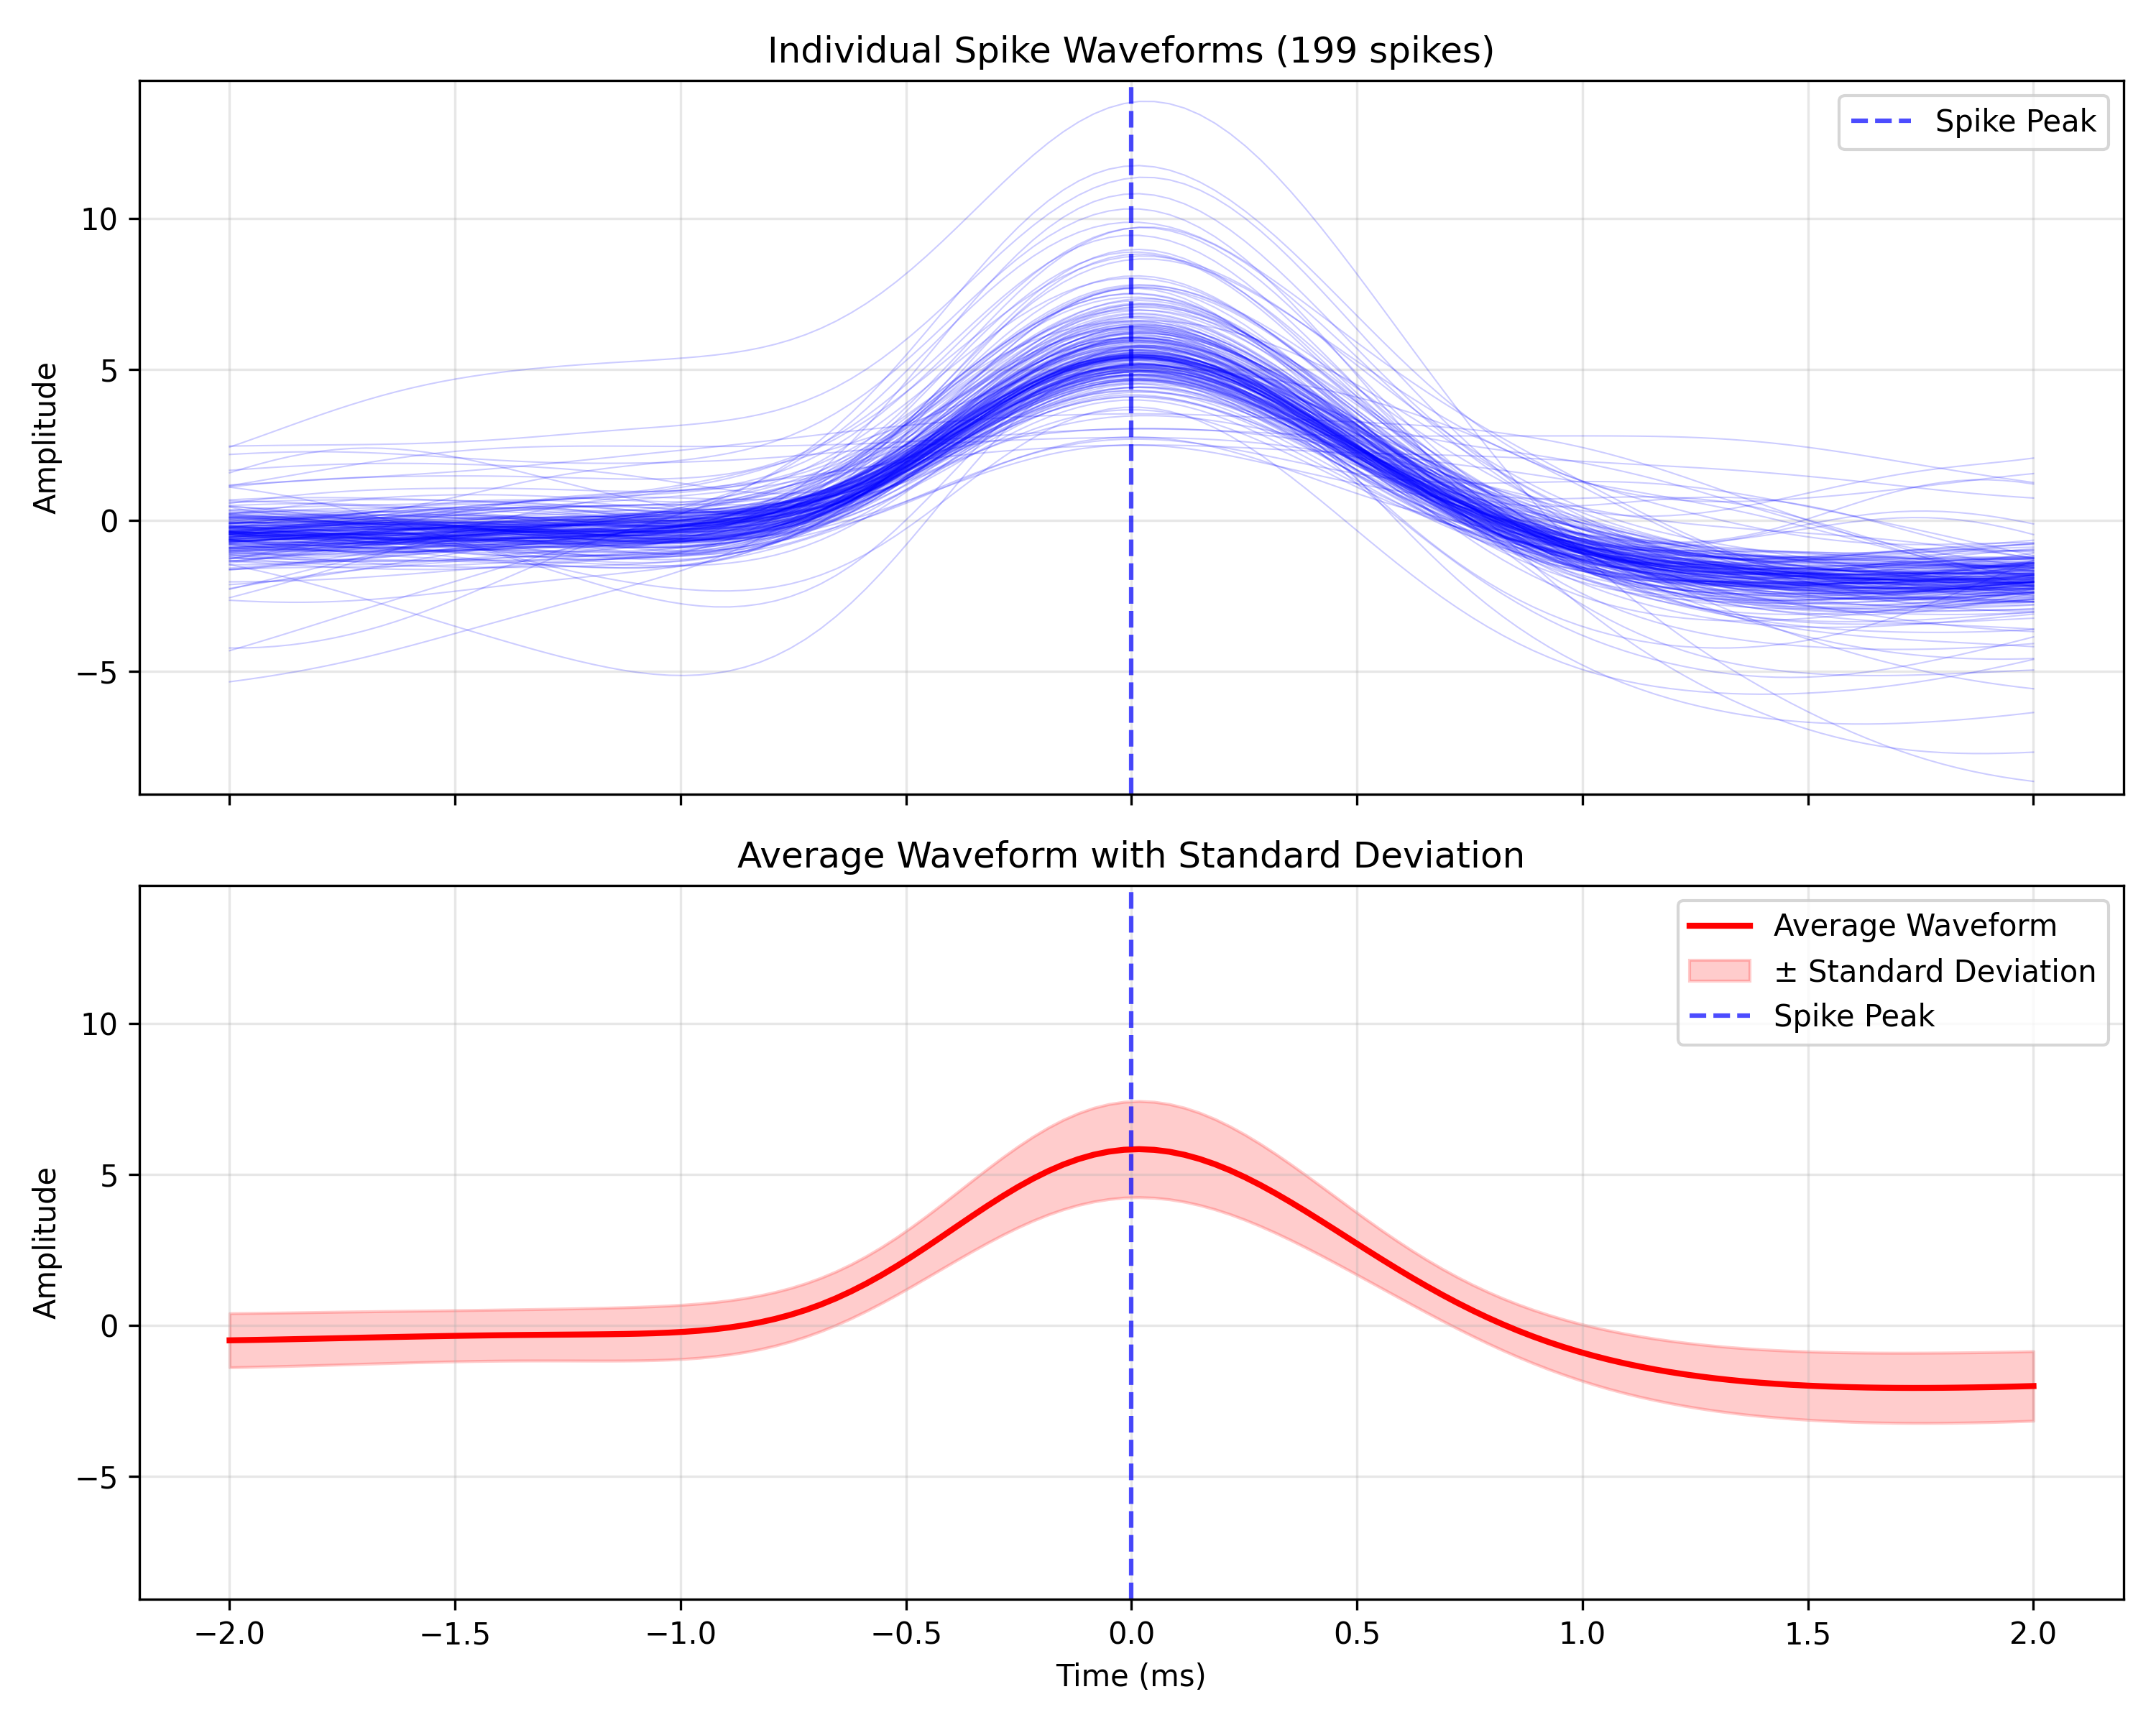 Individual Spike Waveforms (199 spikes)
Spike Peak
10
5
0
−5
Amplitude
Average Waveform with Standard Deviation
Average Waveform
± Standard Deviation
Spike Peak
10
5
0
−5
Amplitude
−2.0 −1.5 −1.0 −0.5 0.0 0.5 1.0 1.5 2.0
Time (ms)